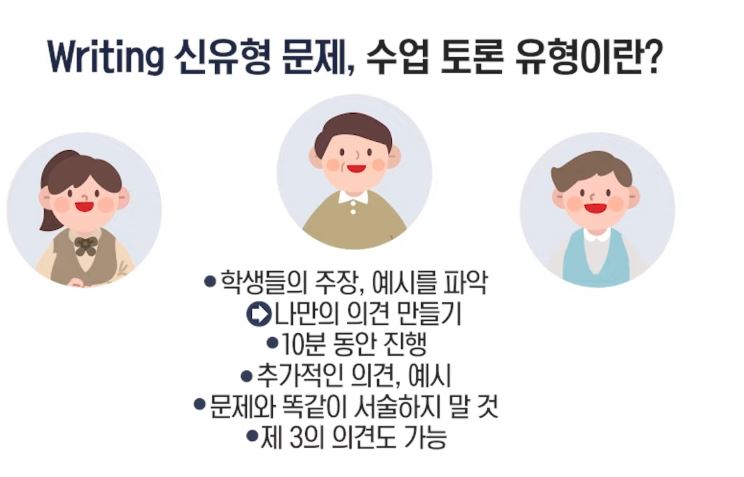 Writing 신유형 문제, 수업 토론 유형이란?
•학생들의 주장, 예시를 파악
➡나만의 의견 만들기
•10분 동안 진행
•추가적인 의견, 예시
•문제와 똑같이 서술하지 말 것
•제 3의 의견도 가능